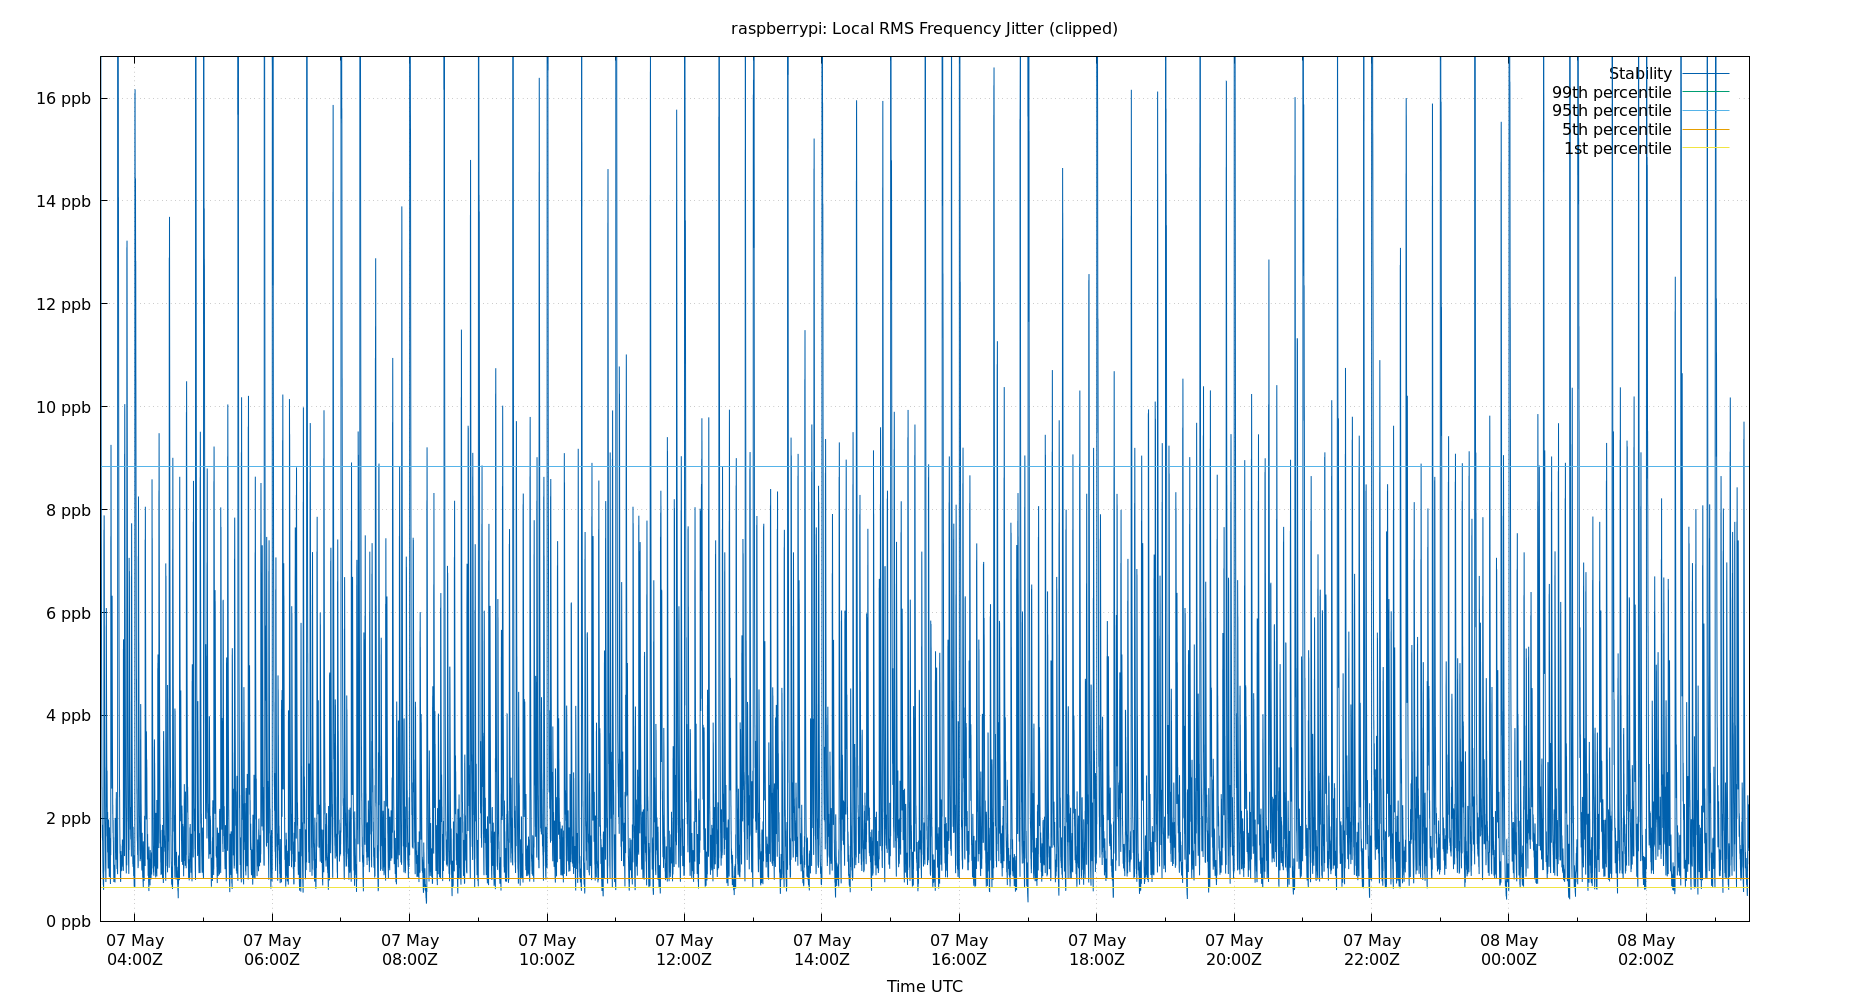 raspberrypi: Local RMS Frequency Jitter (clipped)
Stability
99th percentile
95th percentile
5th percentile
1st percentile
16 ppb
14 ppb
12 ppb
10 ppb
8 ppb
6 ppb
4 ppb
2 ppb
0 ppb
07 May 07 May 07 May 07 May 07 May 07 May 07 May 07 May 07 May 07 May 08 May 08 May
04:00Z 06:00Z 08:00Z 10:00Z 12:00Z 14:00Z 16:00Z 18:00Z 20:00Z 22:00Z 00:00Z 02:00Z
Time UTC